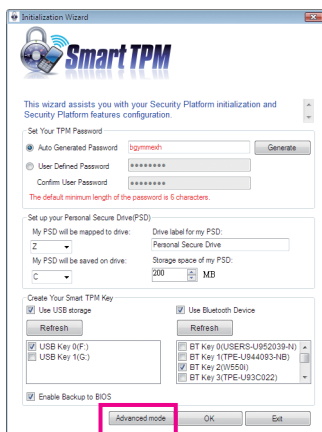 Initialization Wizard
Smart TPM
This wizard assists you with your Security Platform initialization and
Security Platform features configuration.
Set Your TPM Password
Auto Generated Password bgymmexh Generate
User Defined Password ●●●●●●●●
Confirm User Password ●●●●●●●●
The default minimum length of the password is 6 characters.
Set up your Personal Secure Drive(PSD)
My PSD will be mapped to drive: Drive label for my PSD:
Z Personal Secure Drive
My PSD will be saved on drive: Storage space of my PSD:
C 200 MB
Create Your Smart TPM Key
Use USB storage Use Bluetooth Device
Refresh Refresh
USB Key 0(F:) BT Key 0(USERS-U952039-N)
USB Key 1(G:) BT Key 1(TPE-U944093-NB)
BT Key 2(W550i)
BT Key 3(TPE-U93C022)
Enable Backup to BIOS
Advanced mode OK Exit